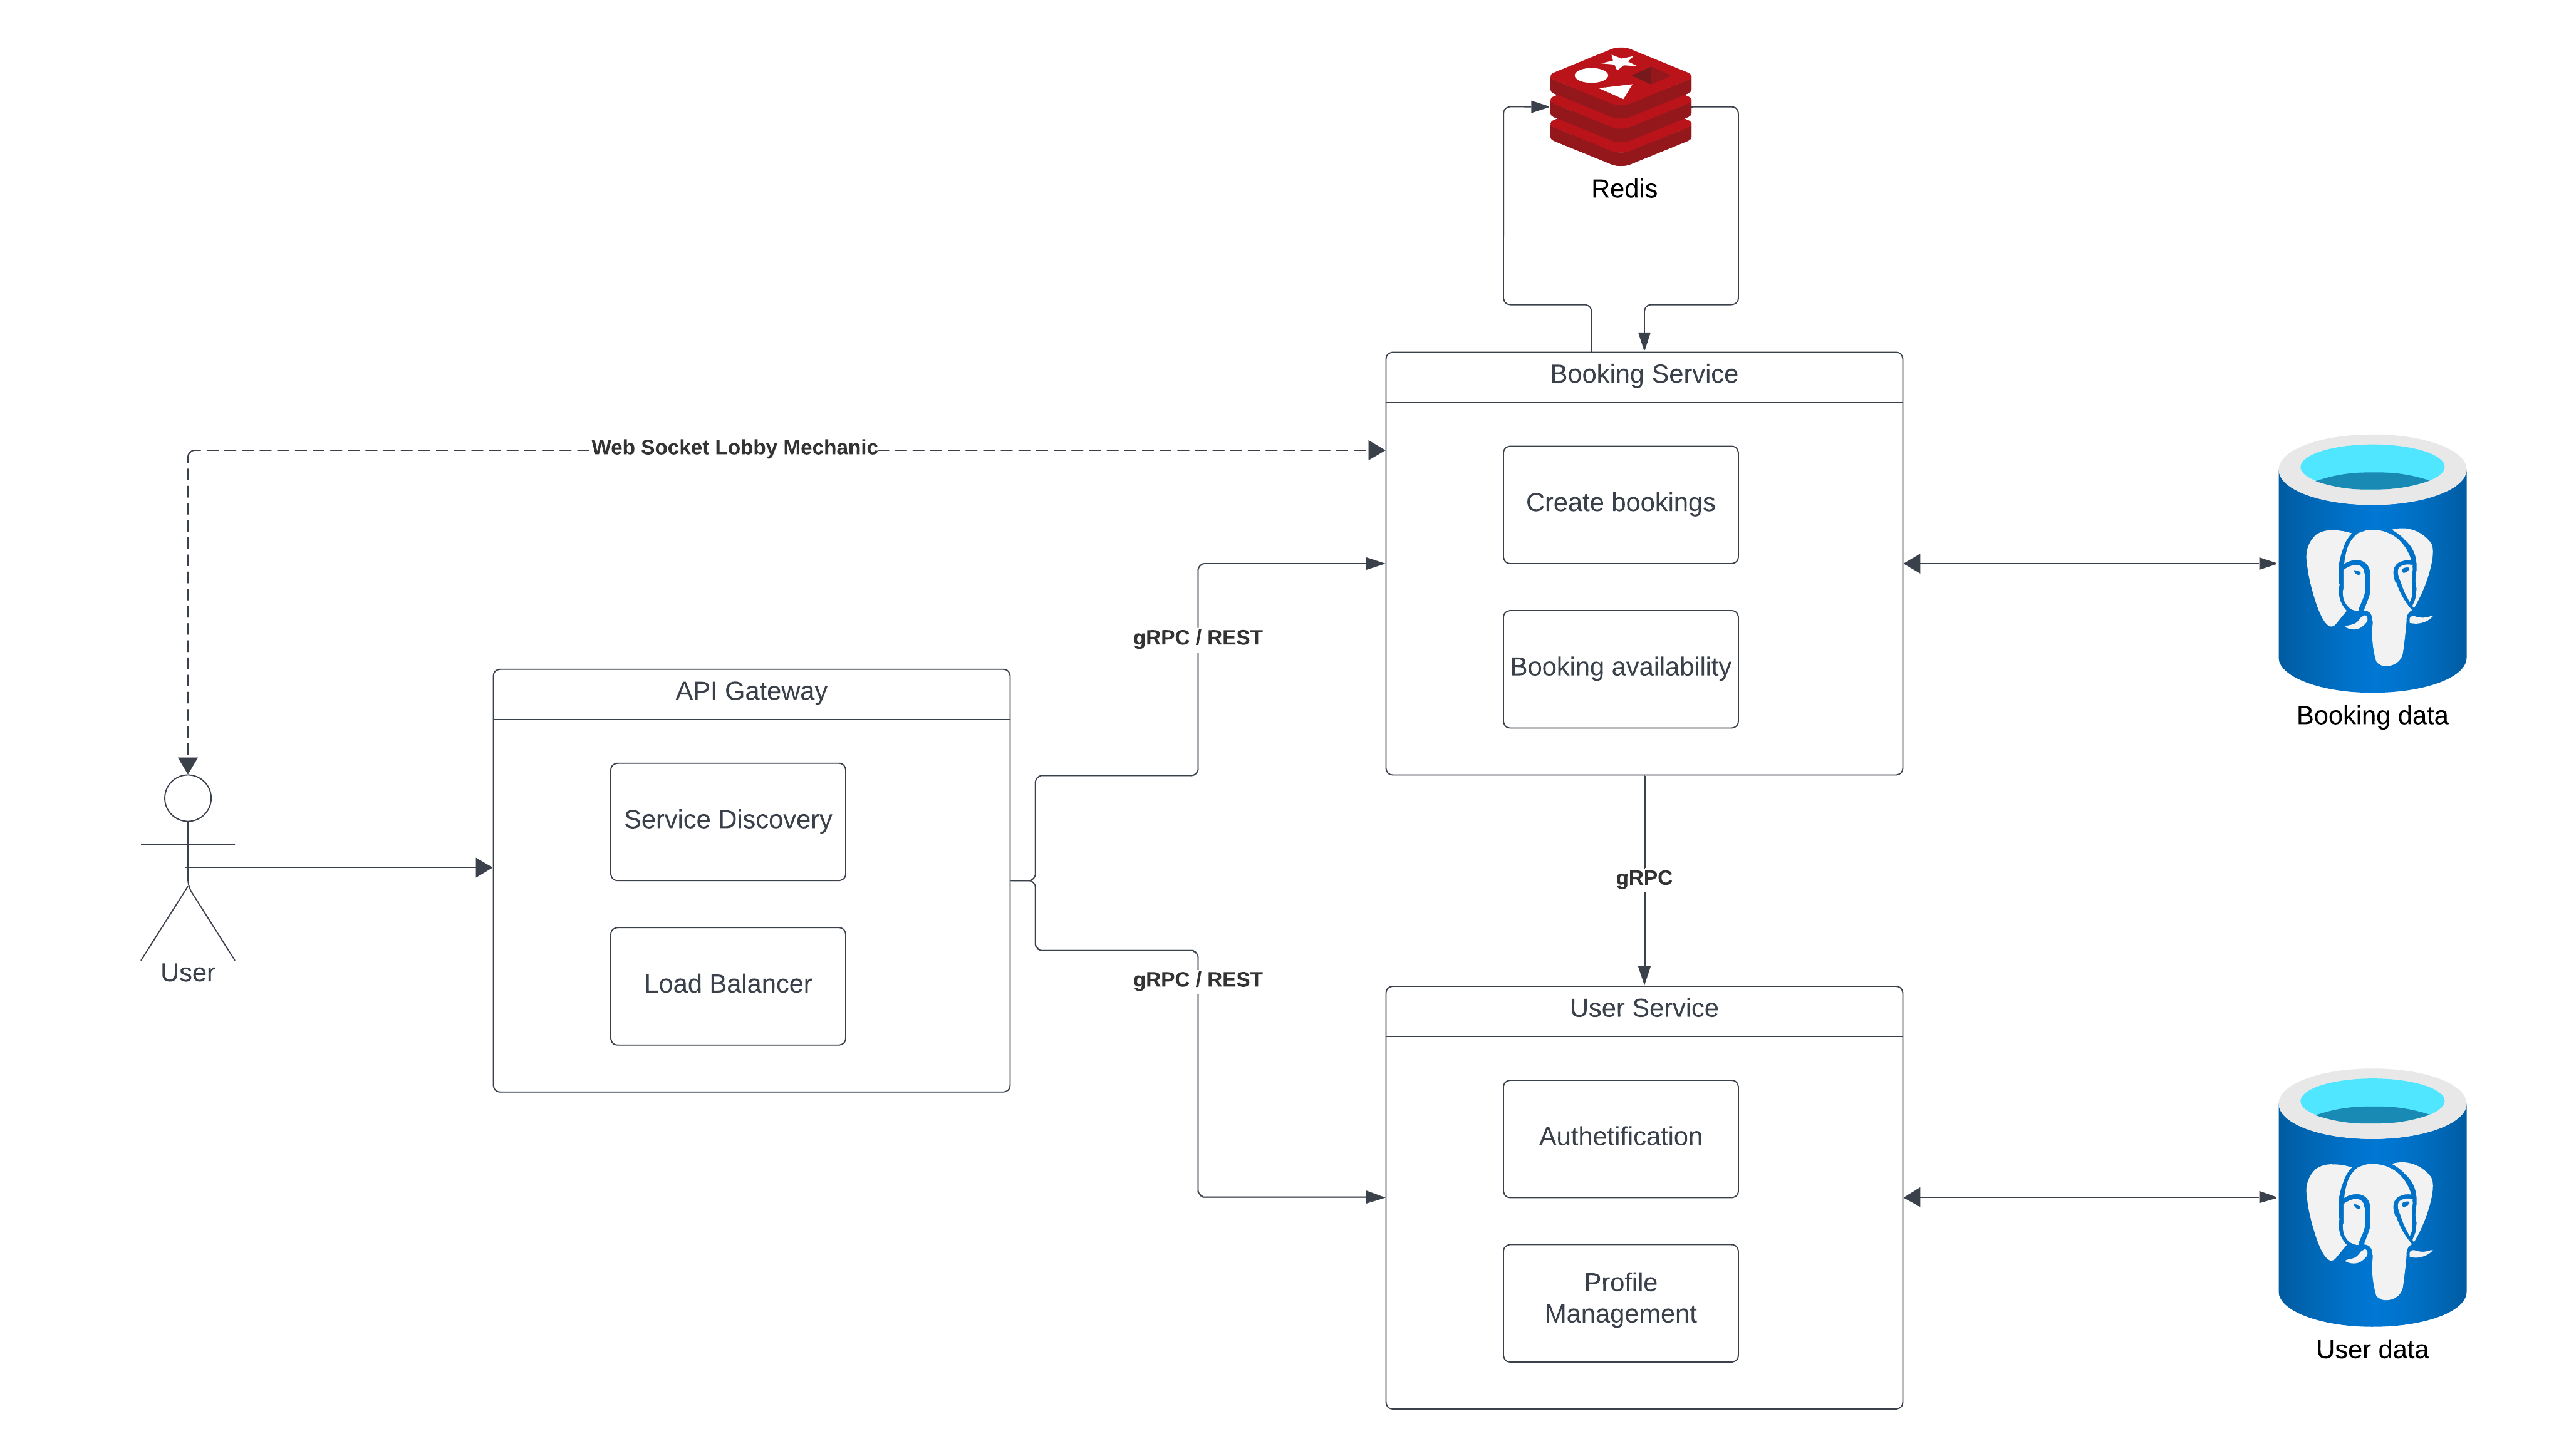 Redis
Booking Service
Web Socket Lobby Mechanic
Create bookings
gRPC / REST
Booking availability
API Gateway
Booking data
Service Discovery
gRPC
User
Load Balancer
gRPC / REST
User Service
Authetification
Profile
Management
User data